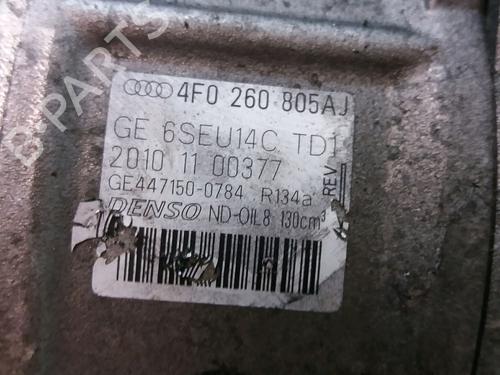 4F0 260 805AJ
GE 6SEU14C TD1
2010 11 00377
REV
GE447150-0784 R134a
DENSO ND-OIL8 130cm³
B-PARTS